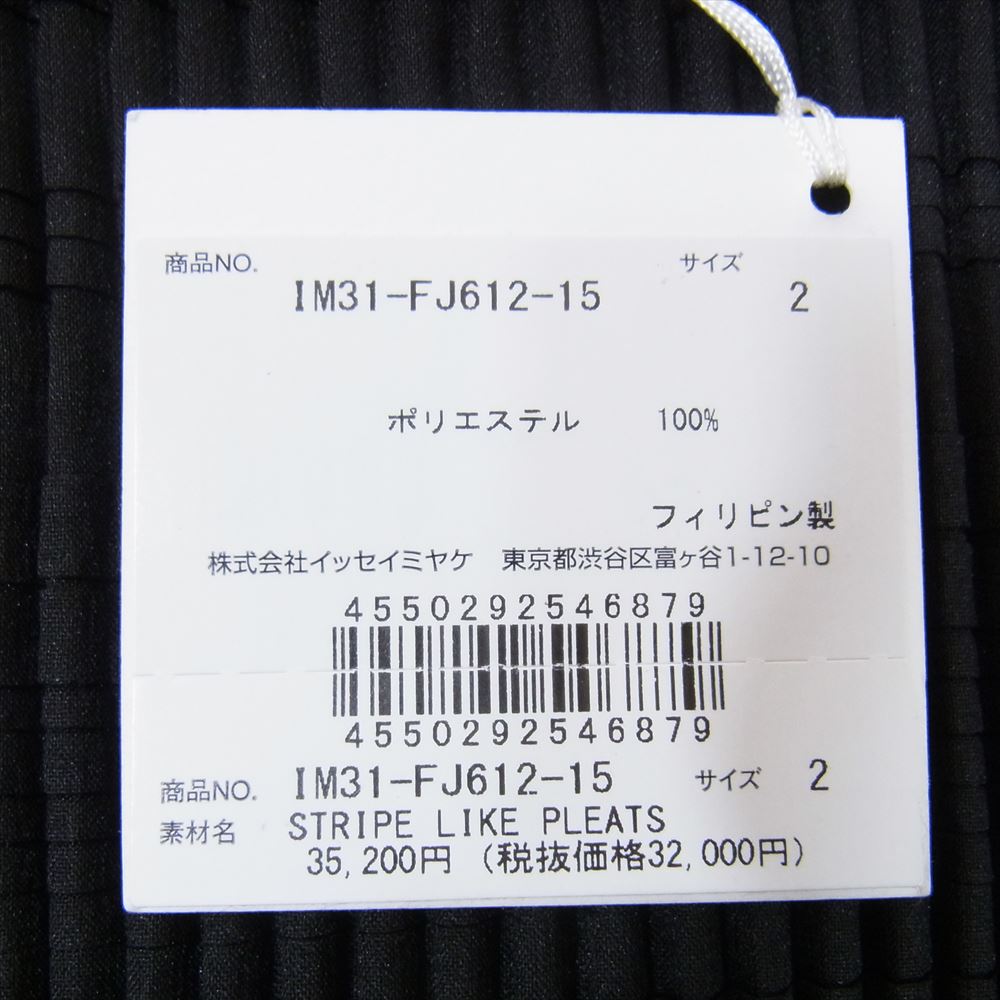 商品NO. サイズ
IM31-FJ612-15 2
ポリエステル 100%
フィリピン製
株式会社イッセイミヤケ 東京都渋谷区富ヶ谷1-12-10
4550292546879
4550292546879
商品NO. IM31-FJ612-15 サイズ 2
素材名 STRIPE LIKE PLEATS
35,200円 (税抜価格32,000円)